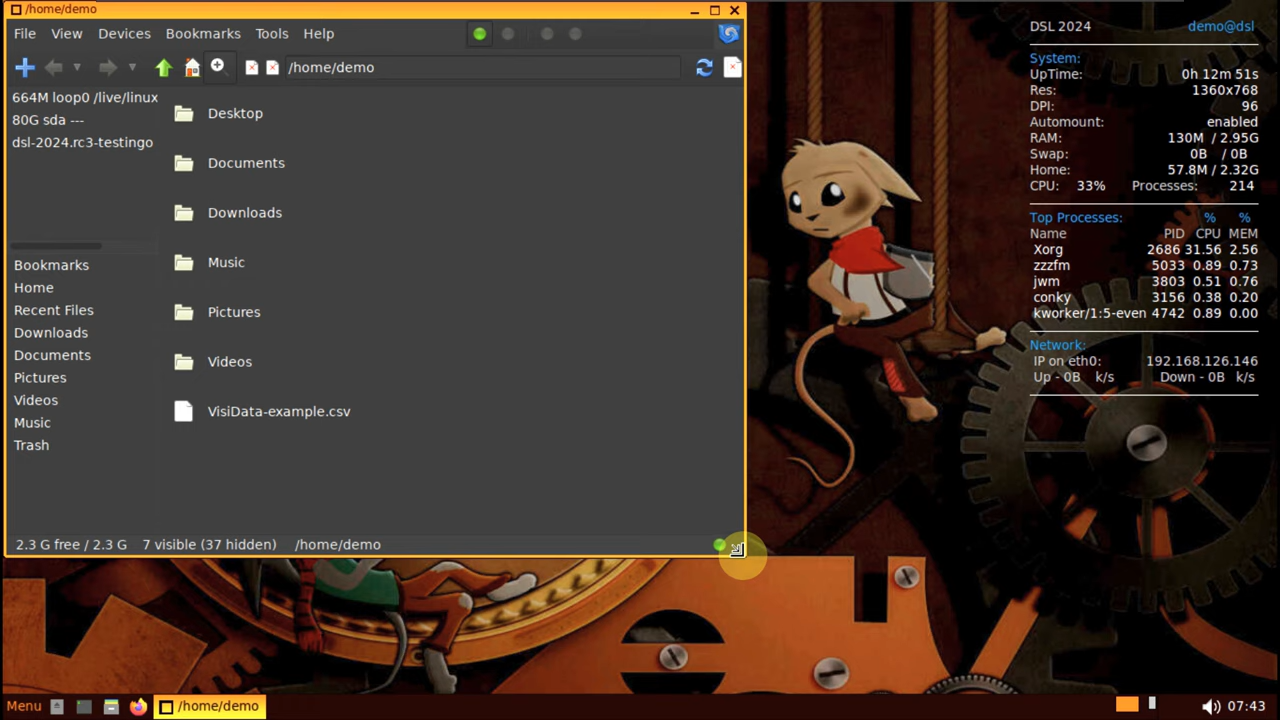 /home/demo
File View Devices Bookmarks Tools Help
/home/demo
664M loop0 /live/linux
80G sda ---
dsl-2024.rc3-testingo
Bookmarks
Home
Recent Files
Downloads
Documents
Pictures
Videos
Music
Trash
Desktop
Documents
Downloads
Music
Pictures
Videos
VisiData-example.csv
2.3 G free / 2.3 G 7 visible (37 hidden) /home/demo
DSL 2024 demo@dsl
System:
UpTime: 0h 12m 51s
Res: 1360x768
DPI: 96
Automount: enabled
RAM: 130M / 2.95G
Swap: 0B / 0B
Home: 57.8M / 2.32G
CPU: 33% Processes: 214
Top Processes: % %
Name PID CPU MEM
Xorg 2686 31.56 2.56
zzzfm 5033 0.89 0.73
jwm 3803 0.51 0.76
conky 3156 0.38 0.20
kworker/1:5-even 4742 0.89 0.00
Network:
IP on eth0: 192.168.126.146
Up - 0B k/s Down - 0B k/s
Menu /home/demo 07:43